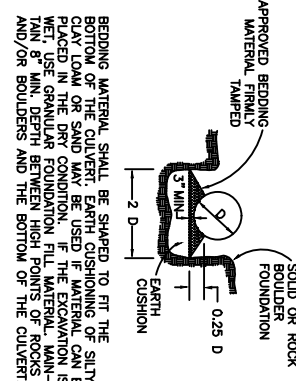 APPROVED BEDDING
MATERIAL FIRMLY
TAMPED
SOLID OR ROCK
BOULDER
FOUNDATION
D
3" MIN.
0.25 D
2 D
EARTH
CUSHION
BEDDING MATERIAL SHALL BE SHAPED TO FIT THE
BOTTOM OF THE CULVERT. EARTH CUSHIONING OF SILTY
CLAY LOAM OR SAND MAY BE USED IF MATERIAL CAN B
PLACED IN THE DRY CONDITION. IF THE EXCAVATION IS
WET, USE GRANULAR FOUNDATION FILL MATERIAL. MAIN-
TAIN 8" MIN. DEPTH BETWEEN HIGH POINTS OF ROCKS
AND/OR BOULDERS AND THE BOTTOM OF THE CULVERT